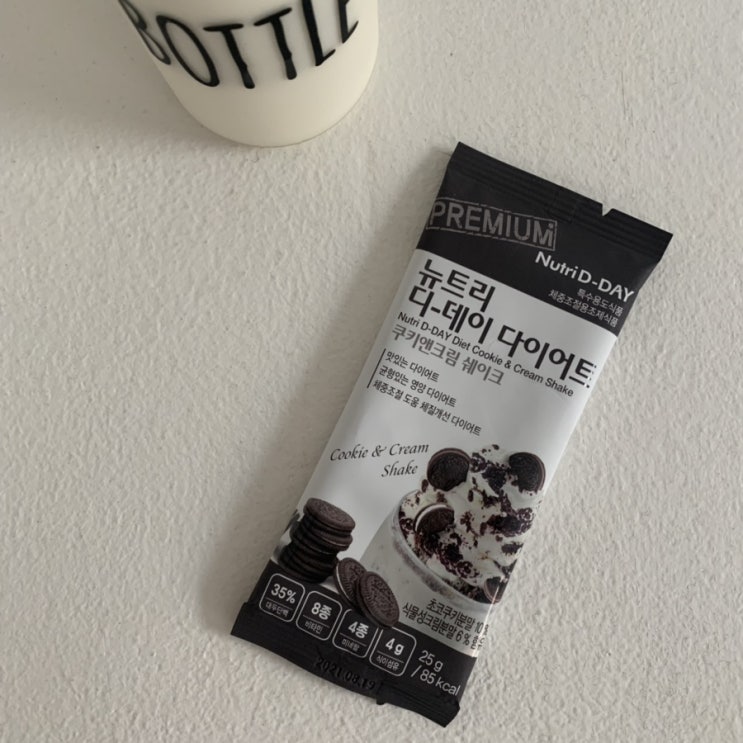 BOTTLE
PREMIUM
Nutri D-DAY
특수용도식품
체중조절용조제식품
뉴트리
디-데이 다이어트
Nutri D-DAY Diet Cookie & Cream Shake
쿠키앤크림 쉐이크
맛있는 다이어트
균형있는 영양 다이어트
체중조절 도움 체질개선 다이어트
Cookie & Cream
Shake
35%
대두단백
8종
비타민
4종
미네랄
4g
식이섬유
초코쿠키분말
식물성크림분말 6%
25g
/ 85 kcal
2021.09.19